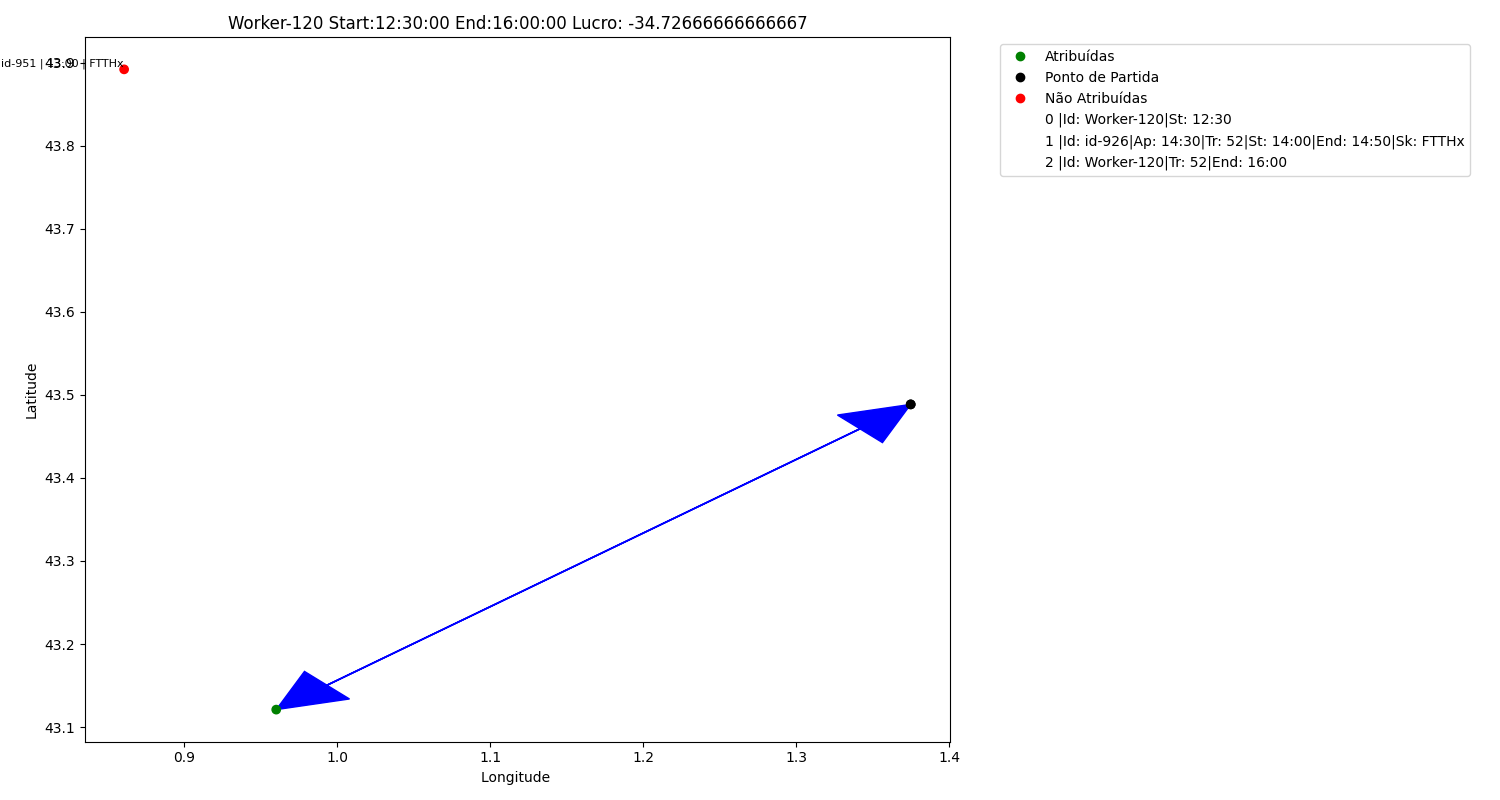 Worker-120 Start:12:30:00 End:16:00:00 Lucro: -34.72666666666667
id-951 | FTTHx
43.9
43.8
43.7
43.6
43.5
43.4
43.3
43.2
43.1
Latitude
0.9 1.0 1.1 1.2 1.3 1.4
Longitude
Atribuídas
Ponto de Partida
Não Atribuídas
0 |Id: Worker-120|St: 12:30
1 |Id: id-926|Ap: 14:30|Tr: 52|St: 14:00|End: 14:50|Sk: FTTHx
2 |Id: Worker-120|Tr: 52|End: 16:00